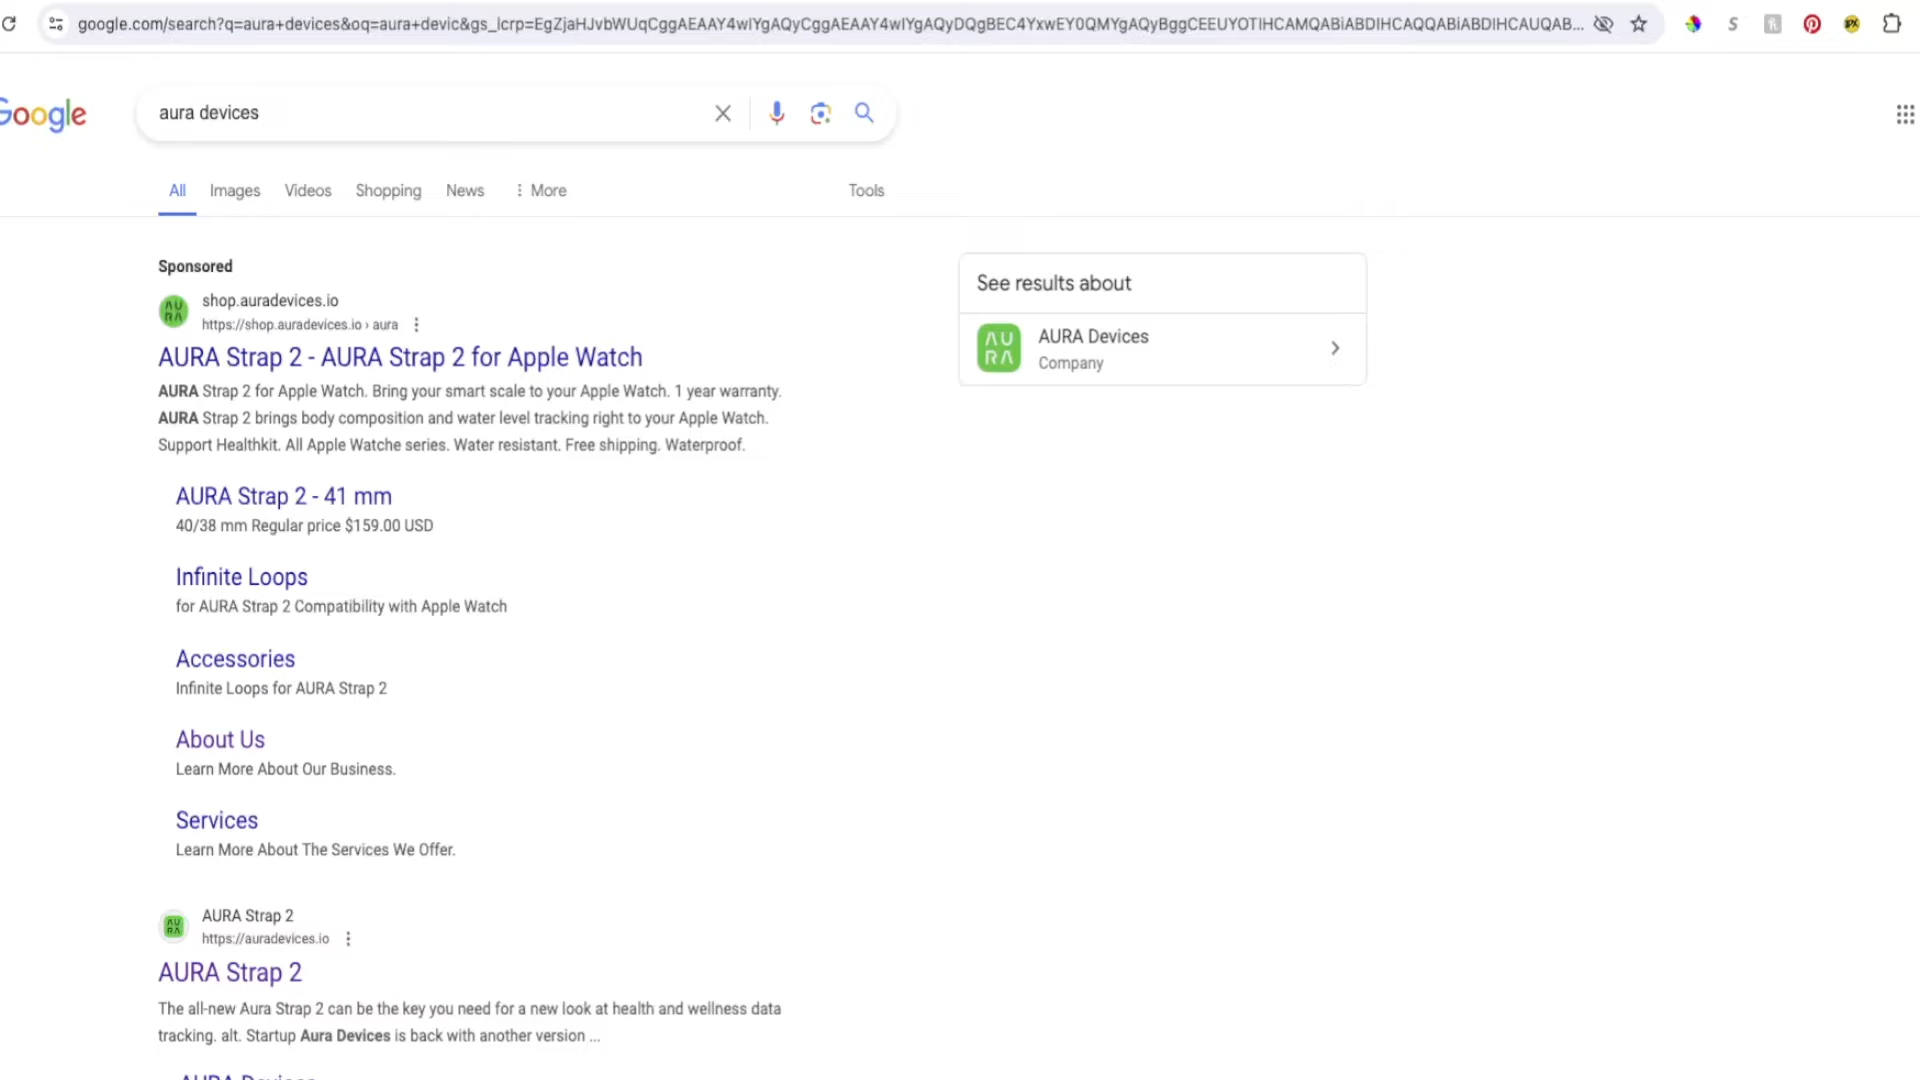 google.com/search?q=aura+devices&oq=aura+devic&gs_lcrp=EgZjaHJvbWUqCggAEAAY4wIYgAQyCggAEAAY4wIYgAQyDQgBEC4YxwEY0QMYgAQyBggCEEUYOTIHCAMQABiABDIHCAQQABiABDIHCAUQAB...
Google
aura devices
All Images Videos Shopping News More Tools
Sponsored
shop.auradevices.io
https://shop.auradevices.io › aura
AURA Strap 2 - AURA Strap 2 for Apple Watch
AURA Strap 2 for Apple Watch. Bring your smart scale to your Apple Watch. 1 year warranty.
AURA Strap 2 brings body composition and water level tracking right to your Apple Watch.
Support Healthkit. All Apple Watche series. Water resistant. Free shipping. Waterproof.
AURA Strap 2 - 41 mm
40/38 mm Regular price $159.00 USD
Infinite Loops
for AURA Strap 2 Compatibility with Apple Watch
Accessories
Infinite Loops for AURA Strap 2
About Us
Learn More About Our Business.
Services
Learn More About The Services We Offer.
AURA Strap 2
https://auradevices.io
AURA Strap 2
The all-new Aura Strap 2 can be the key you need for a new look at health and wellness data
tracking. alt. Startup Aura Devices is back with another version ...
AURA Devices
See results about
AU
RA
AURA Devices
Company